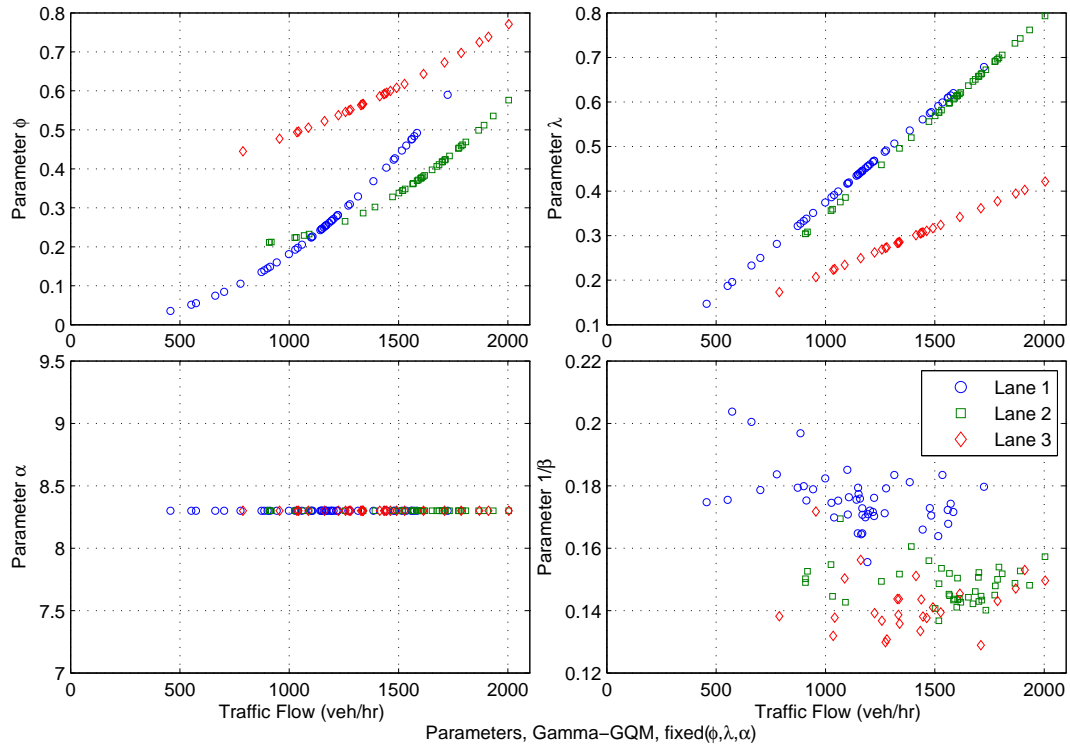 0.8
0.7
0.6
0.5
0.4
0.3
0.2
0.1
0
Parameter ϕ
0 500 1000 1500 2000
0.8
0.7
0.6
0.5
0.4
0.3
0.2
0.1
Parameter λ
0 500 1000 1500 2000
9.5
9
8.5
8
7.5
7
Parameter α
0 500 1000 1500 2000
Traffic Flow (veh/hr)
0.22
0.2
0.18
0.16
0.14
0.12
Parameter 1/β
Lane 1
Lane 2
Lane 3
0 500 1000 1500 2000
Traffic Flow (veh/hr)
Parameters, Gamma−GQM, fixed(ϕ,λ,α)